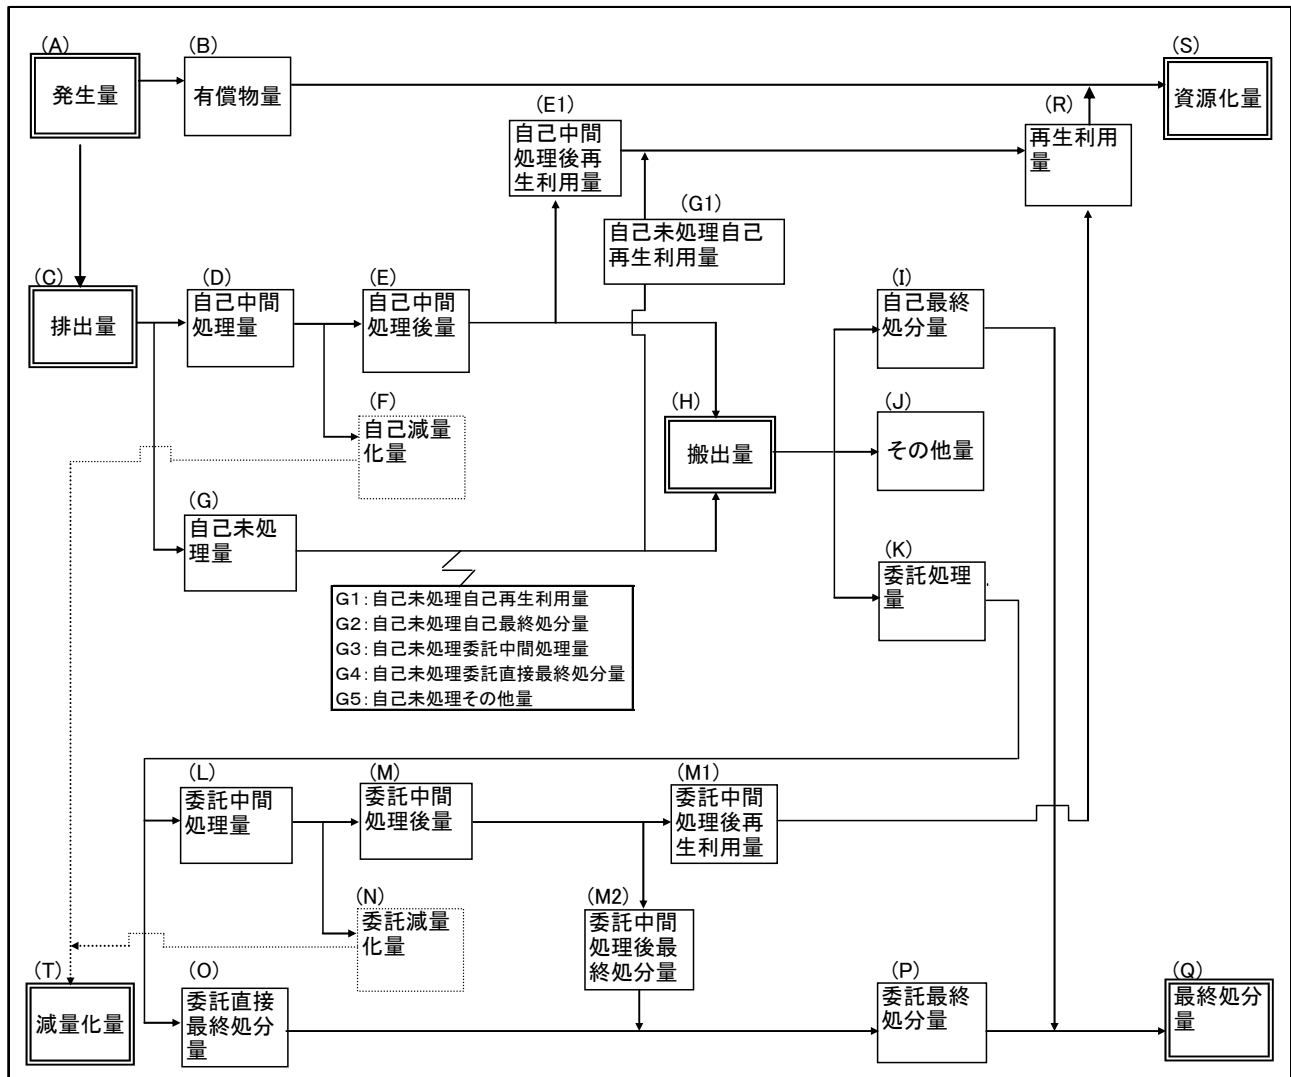 (A)
発生量
(B)
有償物量
(S)
資源化量
(E1)
自己中間
処理後再
生利用量
(R)
再生利用
量
(G1)
自己未処理自己
再生利用量
(C)
排出量
(D)
自己中間
処理量
(E)
自己中間
処理後量
(I)
自己最終
処分量
(F)
自己減量
化量
(H)
搬出量
(J)
その他量
(G)
自己未処
理量
(K)
委託処理
量
G1:自己未処理自己再生利用量
G2:自己未処理自己最終処分量
G3:自己未処理委託中間処理量
G4:自己未処理委託直接最終処分量
G5:自己未処理その他量
(L)
委託中間
処理量
(M)
委託中間
処理後量
(M1)
委託中間
処理後再
生利用量
(N)
委託減量
化量
(M2)
委託中間
処理後最
終処分量
(T)
減量化量
(O)
委託直接
最終処分
量
(P)
委託最終
処分量
(Q)
最終処分
量